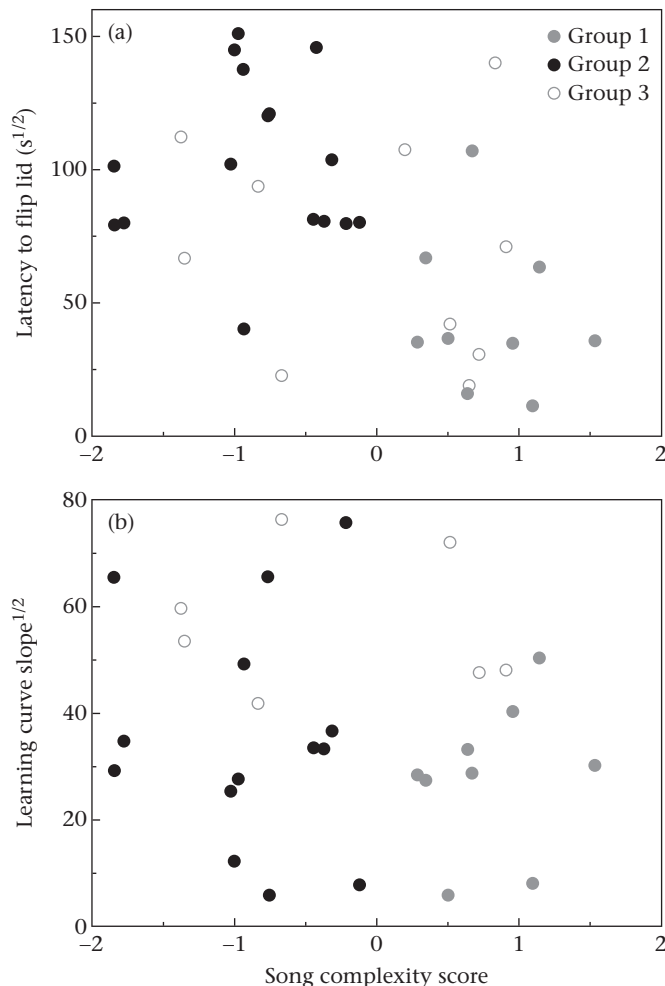 (a)
Group 1
Group 2
Group 3
Latency to flip lid (s1/2)
150
100
50
0
−2 −1 0 1 2
(b)
Learning curve slope1/2
80
60
40
20
0
−2 −1 0 1 2
Song complexity score